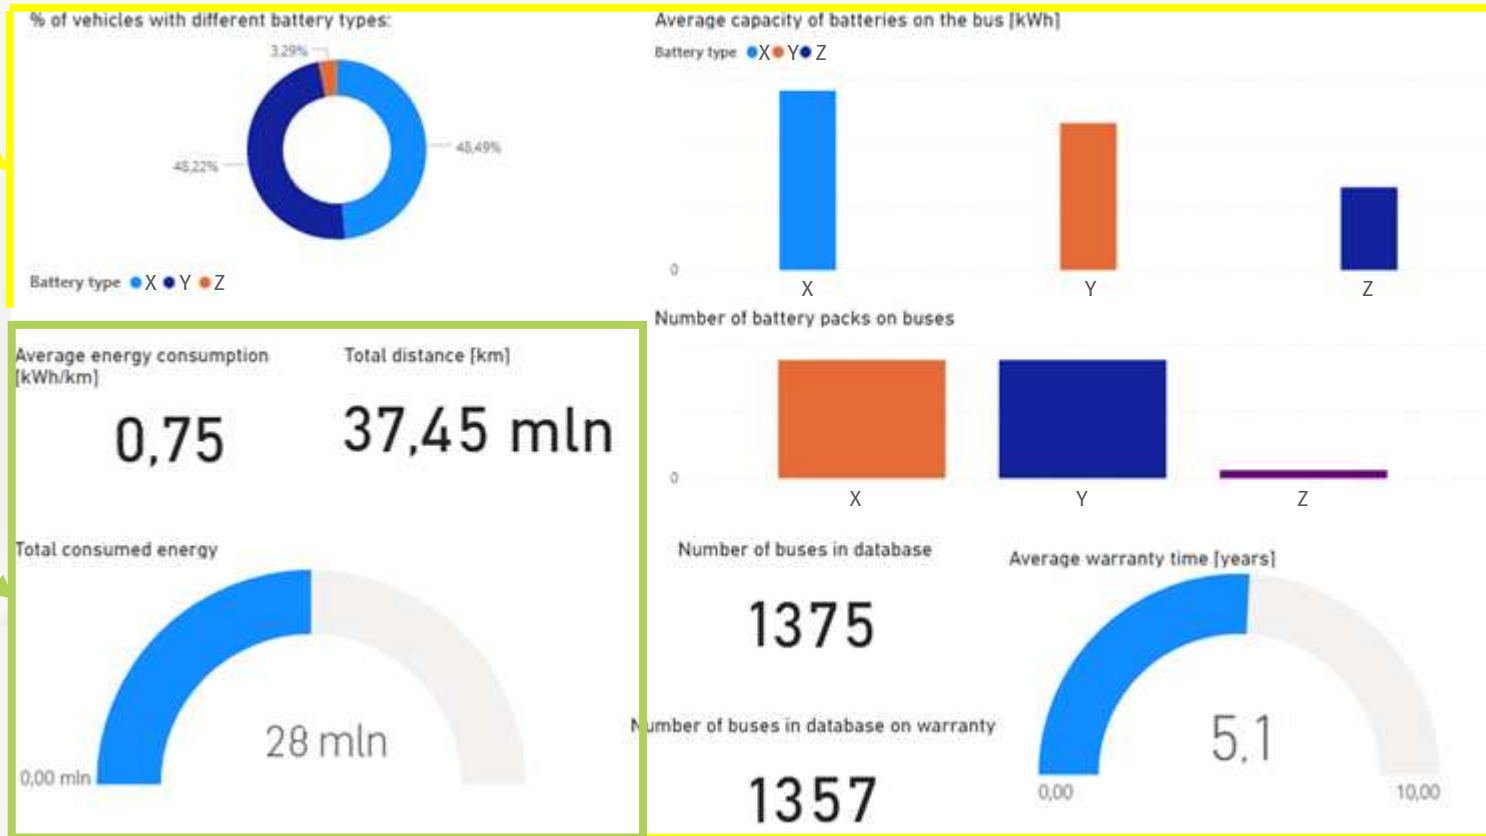 % of vehicles with different battery types:
3,29%
48,49%
48,22%
Battery type X Y Z
Average capacity of batteries on the bus [kWh]
Battery type X Y Z
0
X Y Z
Number of battery packs on buses
0
X Y Z
Average energy consumption
[kWh/km]
0,75
Total distance [km]
37,45 mln
Total consumed energy
28 mln
0,00 mln
Number of buses in database
1375
Number of buses in database on warranty
1357
Average warranty time [years]
5,1
0,00
10,00